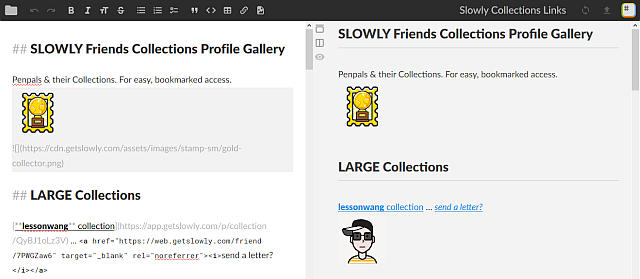 Slowly Collections Links
## SLOWLY Friends Collections Profile Gallery
Penpals & their Collections. For easy, bookmarked access.
![](https://cdn.getslowly.com/assets/images/stamp-sm/gold-
collector.png)
## LARGE Collections
[**lessonwang** collection](https://app.getslowly.com/p/collection
/QyBJ1oLz3V) ... <a href="https://web.getslowly.com/friend
/7PWGZaw6" target="_blank" rel="noreferrer"><i>send a letter?
</i></a>
SLOWLY Friends Collections Profile Gallery
Penpals & their Collections. For easy, bookmarked access.
LARGE Collections
lessonwang collection ... send a letter?